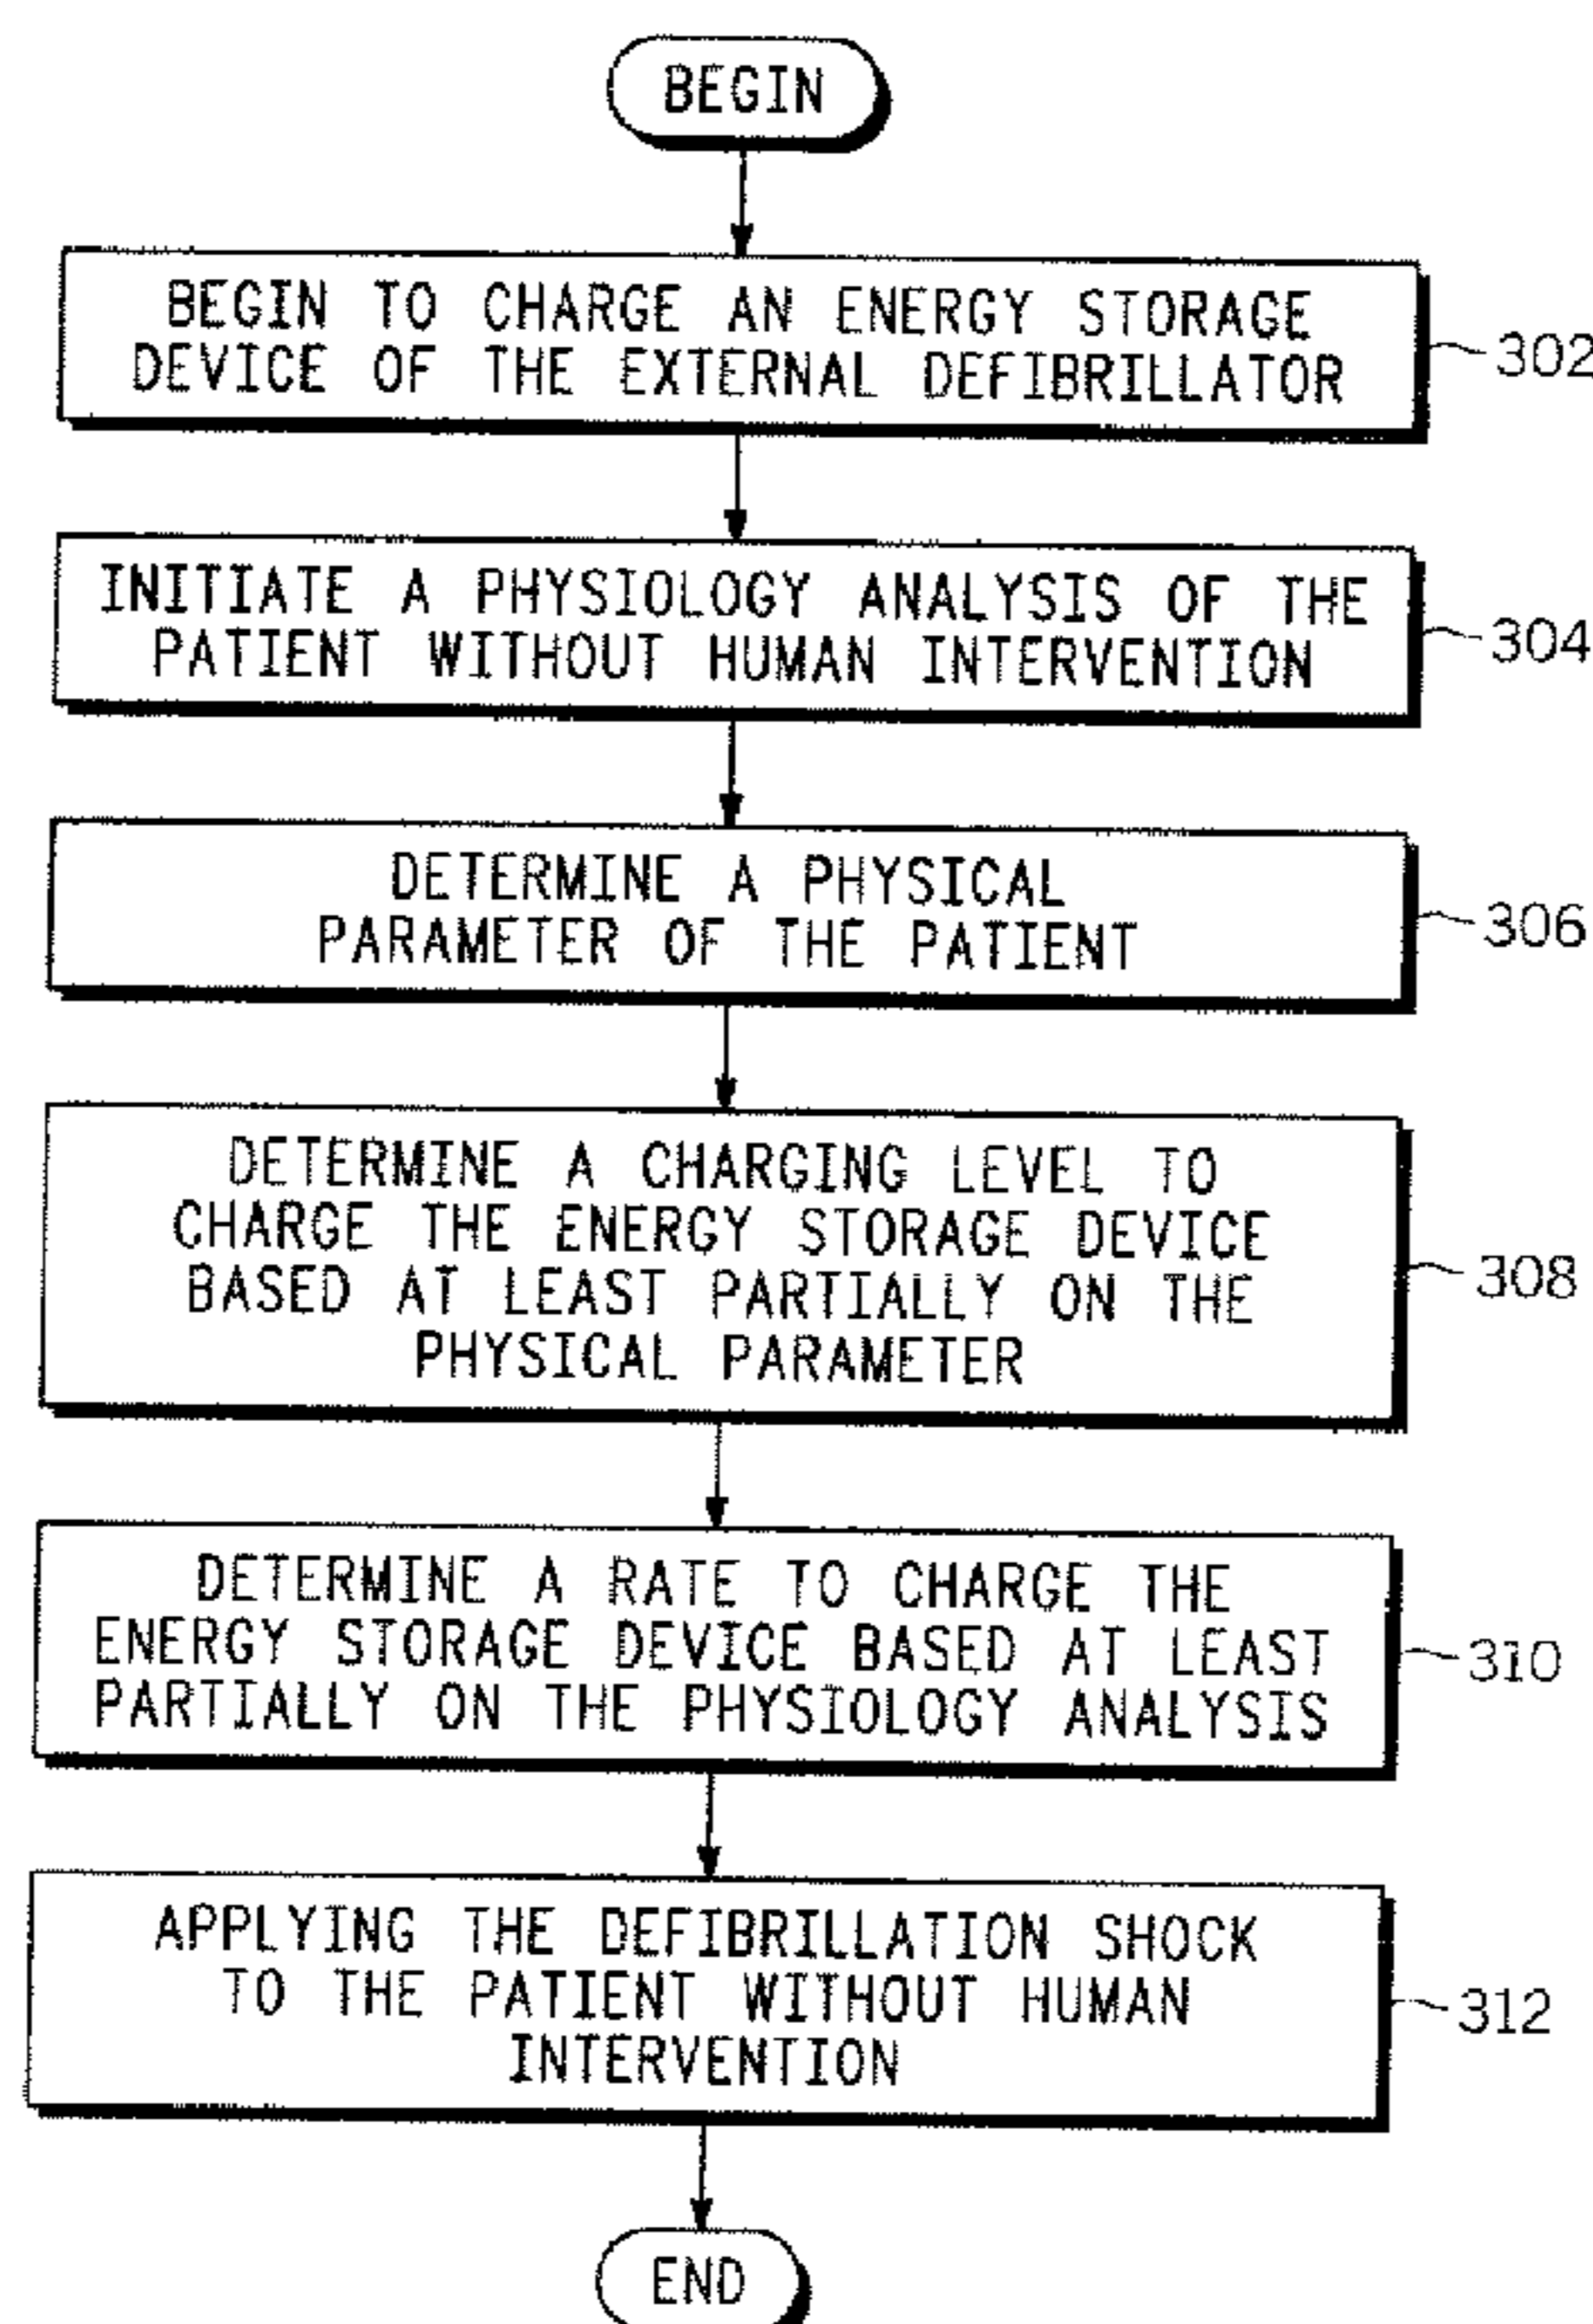 BEGIN
BEGIN TO CHARGE AN ENERGY STORAGE
DEVICE OF THE EXTERNAL DEFIBRILLATOR
302
INITIATE A PHYSIOLOGY ANALYSIS OF THE
PATIENT WITHOUT HUMAN INTERVENTION
304
DETERMINE A PHYSICAL
PARAMETER OF THE PATIENT
306
DETERMINE A CHARGING LEVEL TO
CHARGE THE ENERGY STORAGE DEVICE
BASED AT LEAST PARTIALLY ON THE
PHYSICAL PARAMETER
308
DETERMINE A RATE TO CHARGE THE
ENERGY STORAGE DEVICE BASED AT LEAST
PARTIALLY ON THE PHYSIOLOGY ANALYSIS
310
APPLYING THE DEFIBRILLATION SHOCK
TO THE PATIENT WITHOUT HUMAN
INTERVENTION
312
END